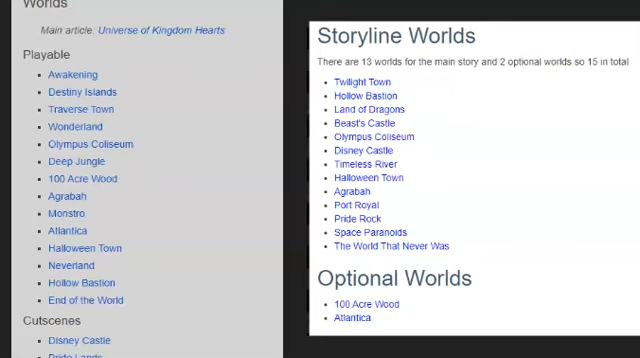 Worlds
Main article: Universe of Kingdom Hearts
Playable
Awakening
Destiny Islands
Traverse Town
Wonderland
Olympus Coliseum
Deep Jungle
100 Acre Wood
Agrabah
Monstro
Atlantica
Halloween Town
Neverland
Hollow Bastion
End of the World
Cutscenes
Disney Castle
Pride Lands
Storyline Worlds
There are 13 worlds for the main story and 2 optional worlds so 15 in total
Twilight Town
Hollow Bastion
Land of Dragons
Beast's Castle
Olympus Coliseum
Disney Castle
Timeless River
Halloween Town
Agrabah
Port Royal
Pride Rock
Space Paranoids
The World That Never Was
Optional Worlds
100 Acre Wood
Atlantica